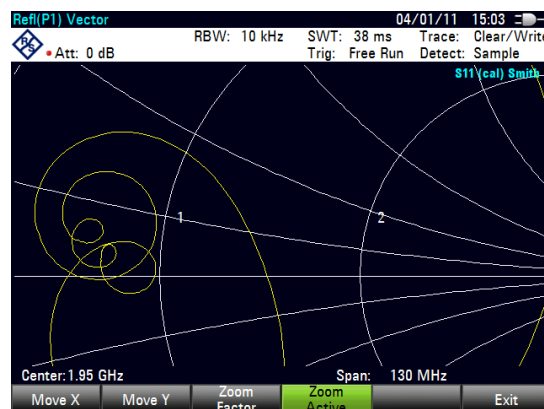 Refl(P1) Vector 04/01/11 15:03
RBW: 10 kHz SWT: 38 ms Trace: Clear/Write
• Att: 0 dB Trig: Free Run Detect: Sample
S11 (cal) Smith
1 2
Center: 1.95 GHz Span: 130 MHz
Move X Move Y Zoom Factor Zoom Active Exit